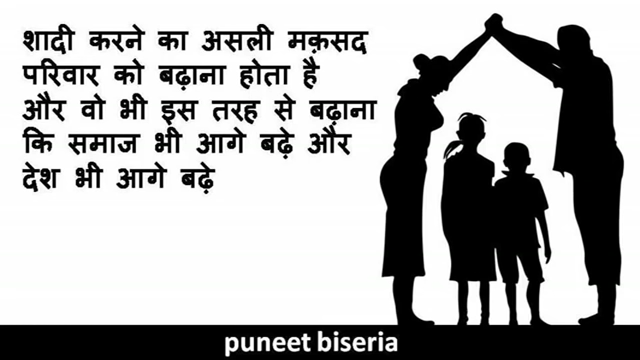 शादी करने का असली मक़सद
परिवार को बढ़ाना होता है
और वो भी इस तरह से बढ़ाना
कि समाज भी आगे बढ़े और
देश भी आगे बढ़े
puneet biseria